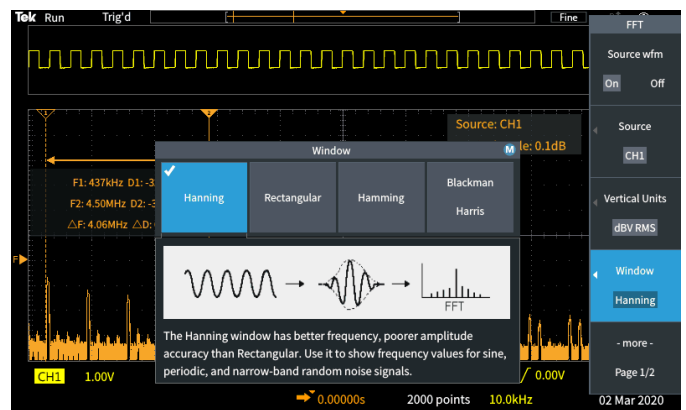 Tek Run Trig'd Fine
FFT
Source wfm
On Off
Source
CH1
Vertical Units
dBV RMS
Window
Hanning
- more -
Page 1/2
Source: CH1
le: 0.1dB
1
2
F1: 437kHz D1: -3
F2: 4.50MHz D2: -3
△F: 4.06MHz △D:
F
Window M
Hanning Rectangular Hamming Blackman
Harris
FFT
The Hanning window has better frequency, poorer amplitude
accuracy than Rectangular. Use it to show frequency values for sine,
periodic, and narrow-band random noise signals.
CH1 1.00V 0.00V
0.00000s 2000 points 10.0kHz 02 Mar 2020